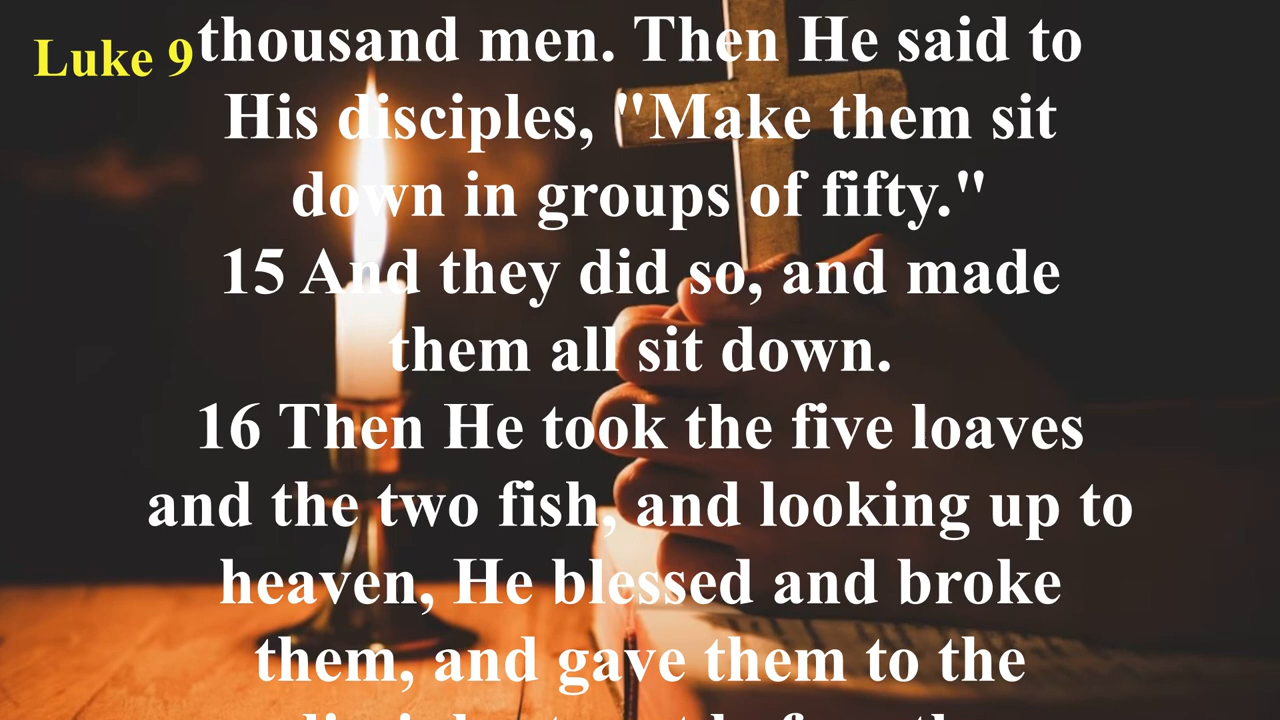 Luke 9
thousand men. Then He said to
His disciples, "Make them sit
down in groups of fifty."
15 And they did so, and made
them all sit down.
16 Then He took the five loaves
and the two fish, and looking up to
heaven, He blessed and broke
them, and gave them to the